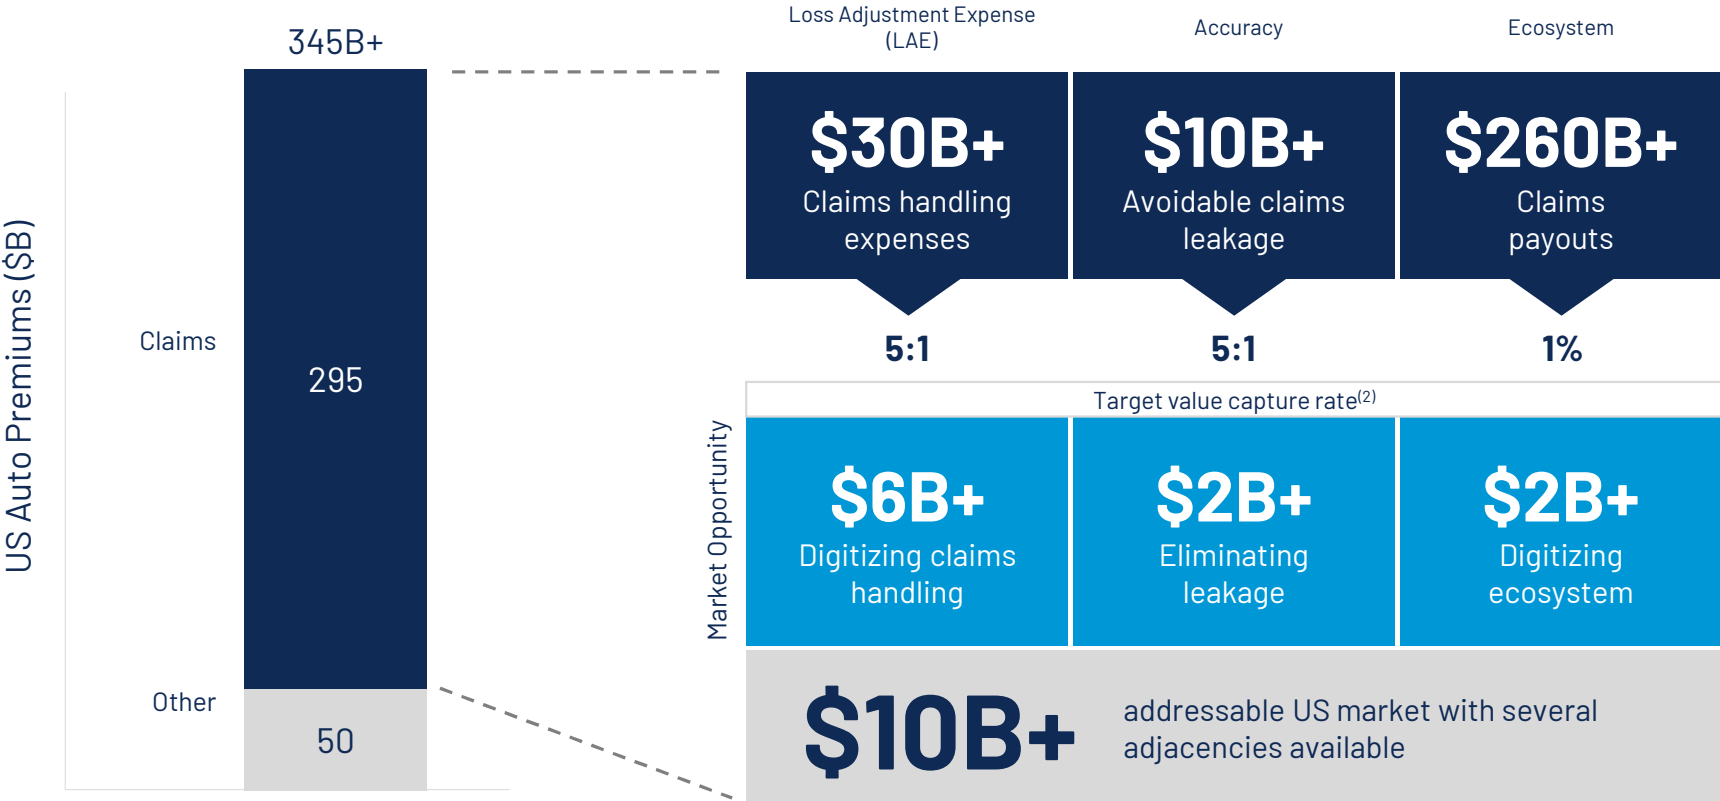 US Auto Premiums ($B)
345B+
Claims
295
Other
50
Loss Adjustment Expense
(LAE)
Accuracy
Ecosystem
$30B+
Claims handling
expenses
$10B+
Avoidable claims
leakage
$260B+
Claims
payouts
5:1
5:1
1%
Target value capture rate(2)
Market Opportunity
$6B+
Digitizing claims
handling
$2B+
Eliminating
leakage
$2B+
Digitizing
ecosystem
$10B+
addressable US market with several
adjacencies available